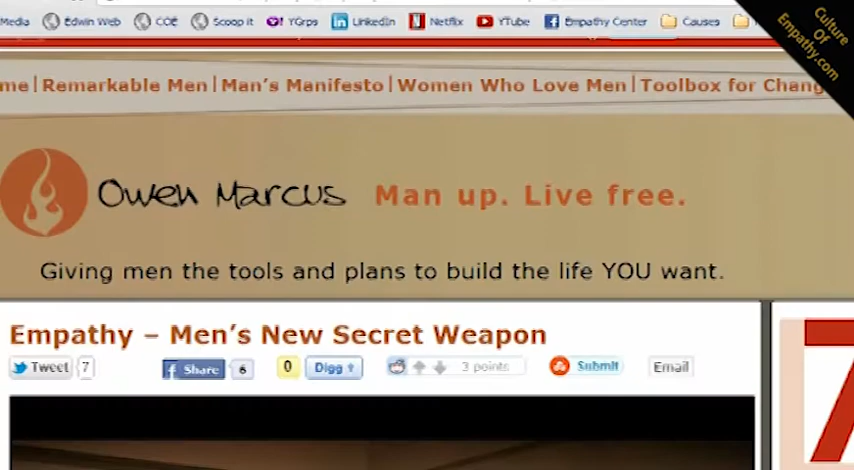 Media Edwin Web COE Scoop it YGrps LinkedIn Netflix YTube Empathy Center Causes
Culture
Of
Empathy.com
me | Remarkable Men | Man's Manifesto | Women Who Love Men | Toolbox for Chang
Owen Marcus Man up. Live free.
Giving men the tools and plans to build the life YOU want.
Empathy – Men's New Secret Weapon
Tweet 7 Share 6 0 Digg 3 points Submit Email
7